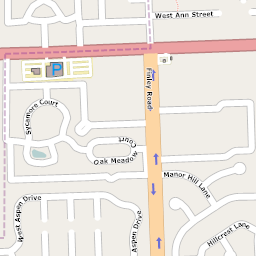 West Ann Street
P
Finley Road
Sycamore Court
Oak Meadow Court
Manor Hill Lane
West Aspen Drive
Aspen Drive
Hillcrest Lane